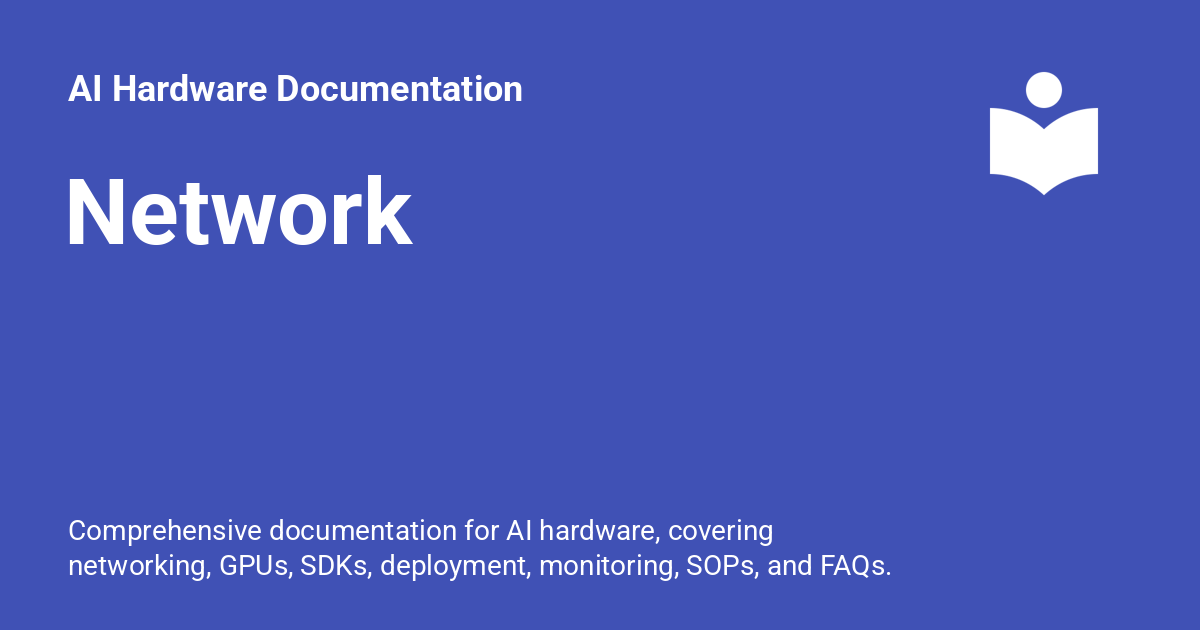 AI Hardware Documentation
Network
Comprehensive documentation for AI hardware, covering
networking, GPUs, SDKs, deployment, monitoring, SOPs, and FAQs.